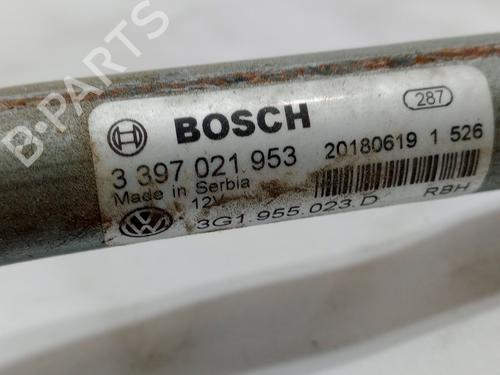 B-PARTS
287
BOSCH
3 397 021 953 20180619 1 526
Made in Serbia
12V
3G1.955.023.D RBH